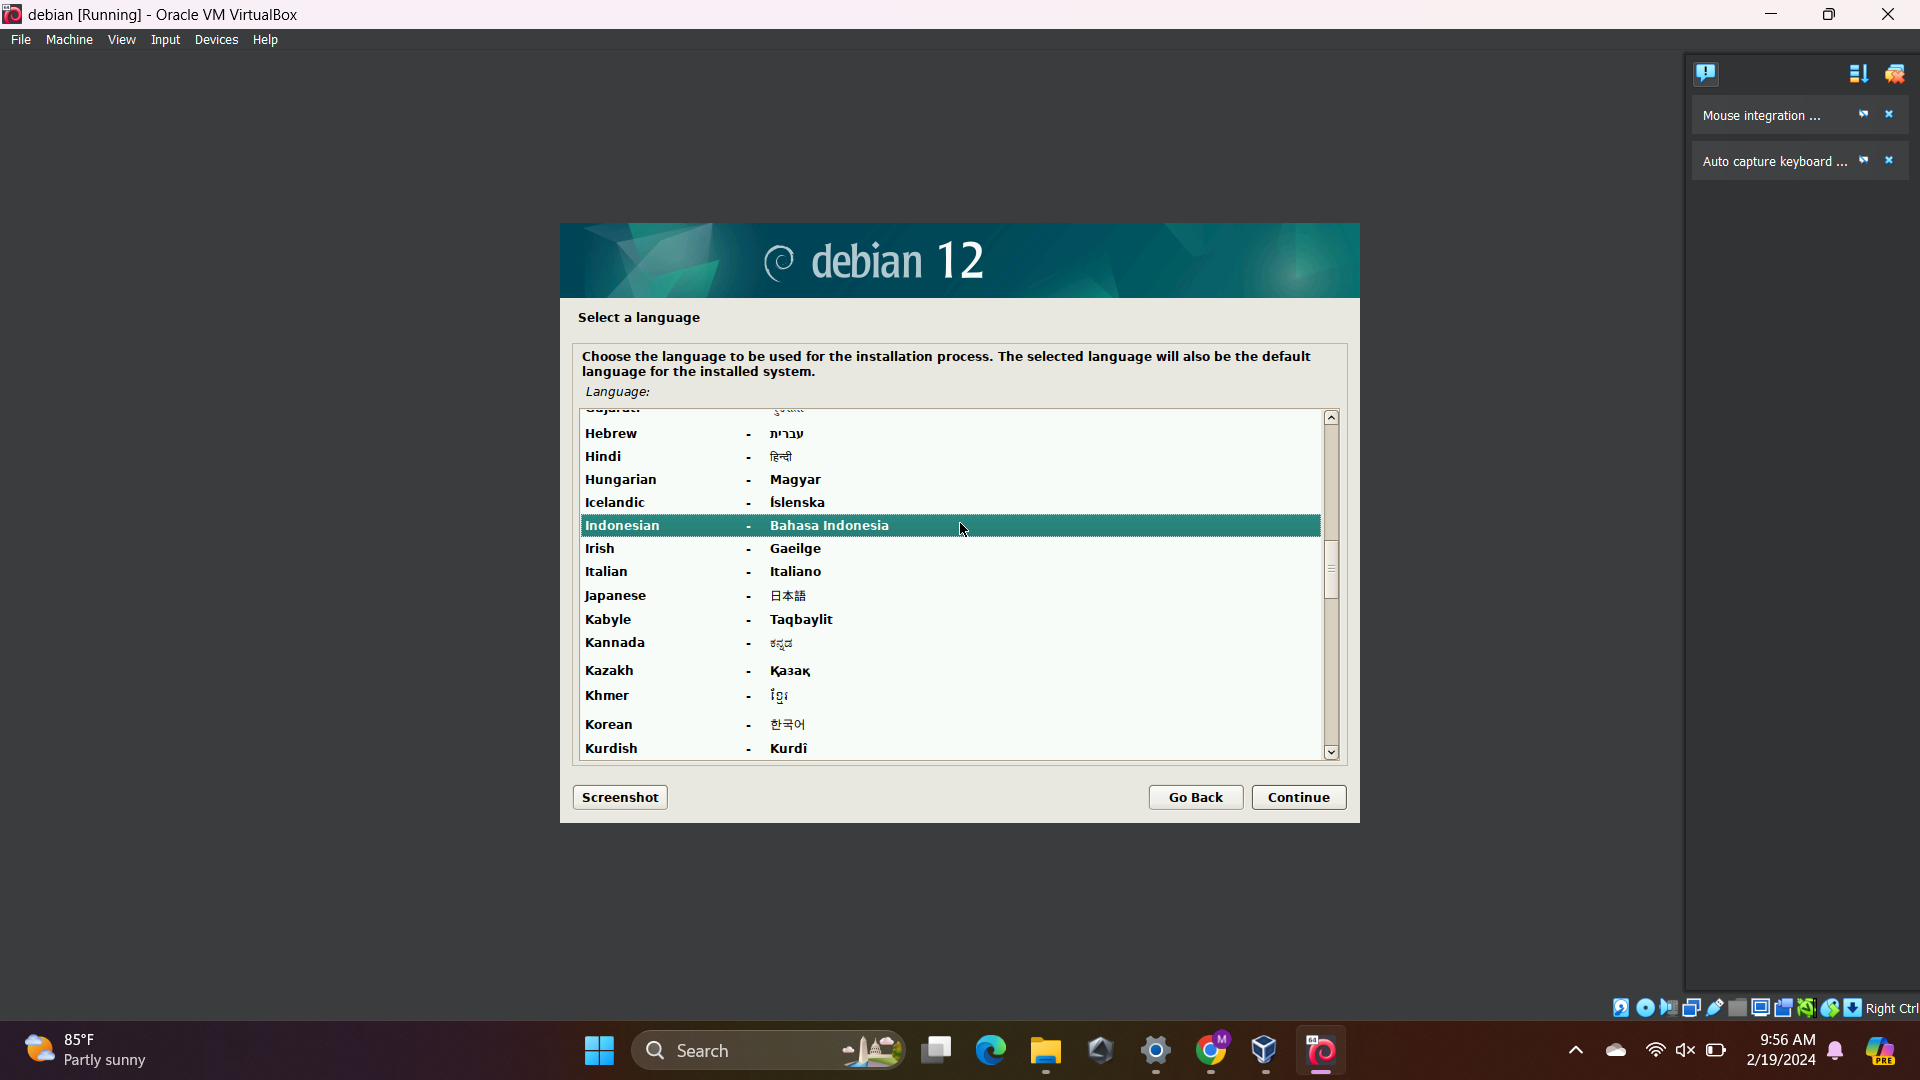 debian [Running] - Oracle VM VirtualBox
File Machine View Input Devices Help
Mouse integration ...
Auto capture keyboard ...
debian 12
Select a language
Choose the language to be used for the installation process. The selected language will also be the default
language for the installed system.
Language:
Hebrew - עברית
Hindi - हिन्दी
Hungarian - Magyar
Icelandic - Íslenska
Indonesian - Bahasa Indonesia
Irish - Gaeilge
Italian - Italiano
Japanese - 日本語
Kabyle - Taqbaylit
Kannada - ಕನ್ನಡ
Kazakh - Қазақ
Khmer - ខ្មែរ
Korean - 한국어
Kurdish - Kurdî
Screenshot Go Back Continue
Right Ctrl
85°F
Partly sunny
Search
64
M
64
9:56 AM
2/19/2024
PRE